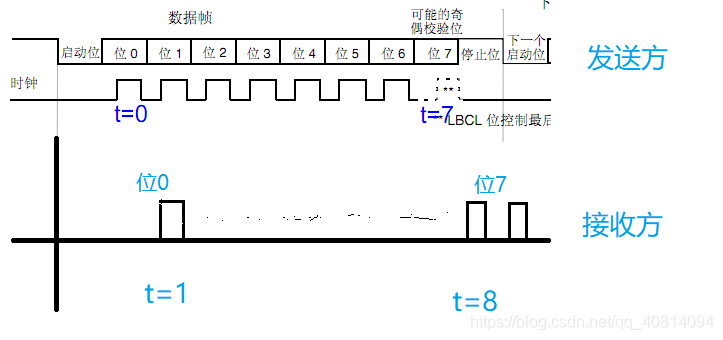 数据帧
可能的奇
偶校验位
启动位 位 0 位 1 位 2 位 3 位 4 位 5 位 6 位 7 停止位 下一个
启动位
发送方
时钟
**
t=0
t=7
** LBCL 位控制最后
位0
位7
接收方
t=1
t=8
https://blog.csdn.net/qq_40814094